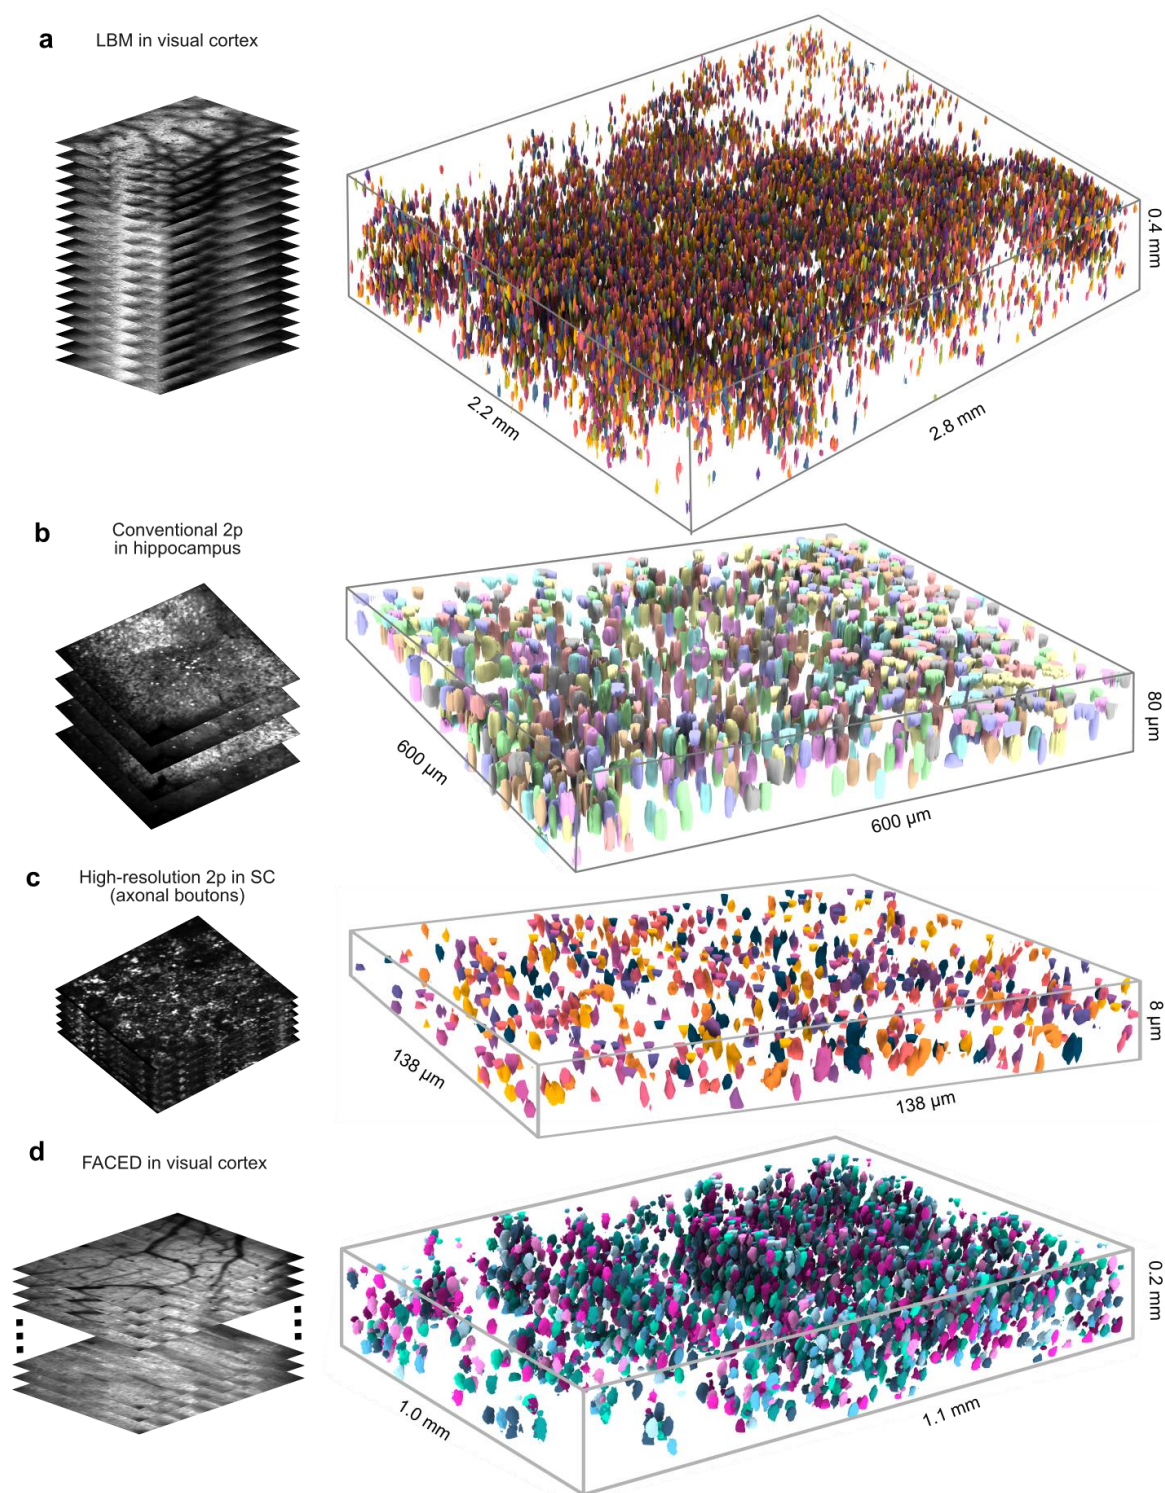 a
LBM in visual cortex
0.4 mm
2.2 mm
2.8 mm
b
Conventional 2p
in hippocampus
80 µm
600 µm
600 µm
c
High-resolution 2p in SC
(axonal boutons)
8 µm
138 µm
138 µm
d
FACED in visual cortex
0.2 mm
1.0 mm
1.1 mm